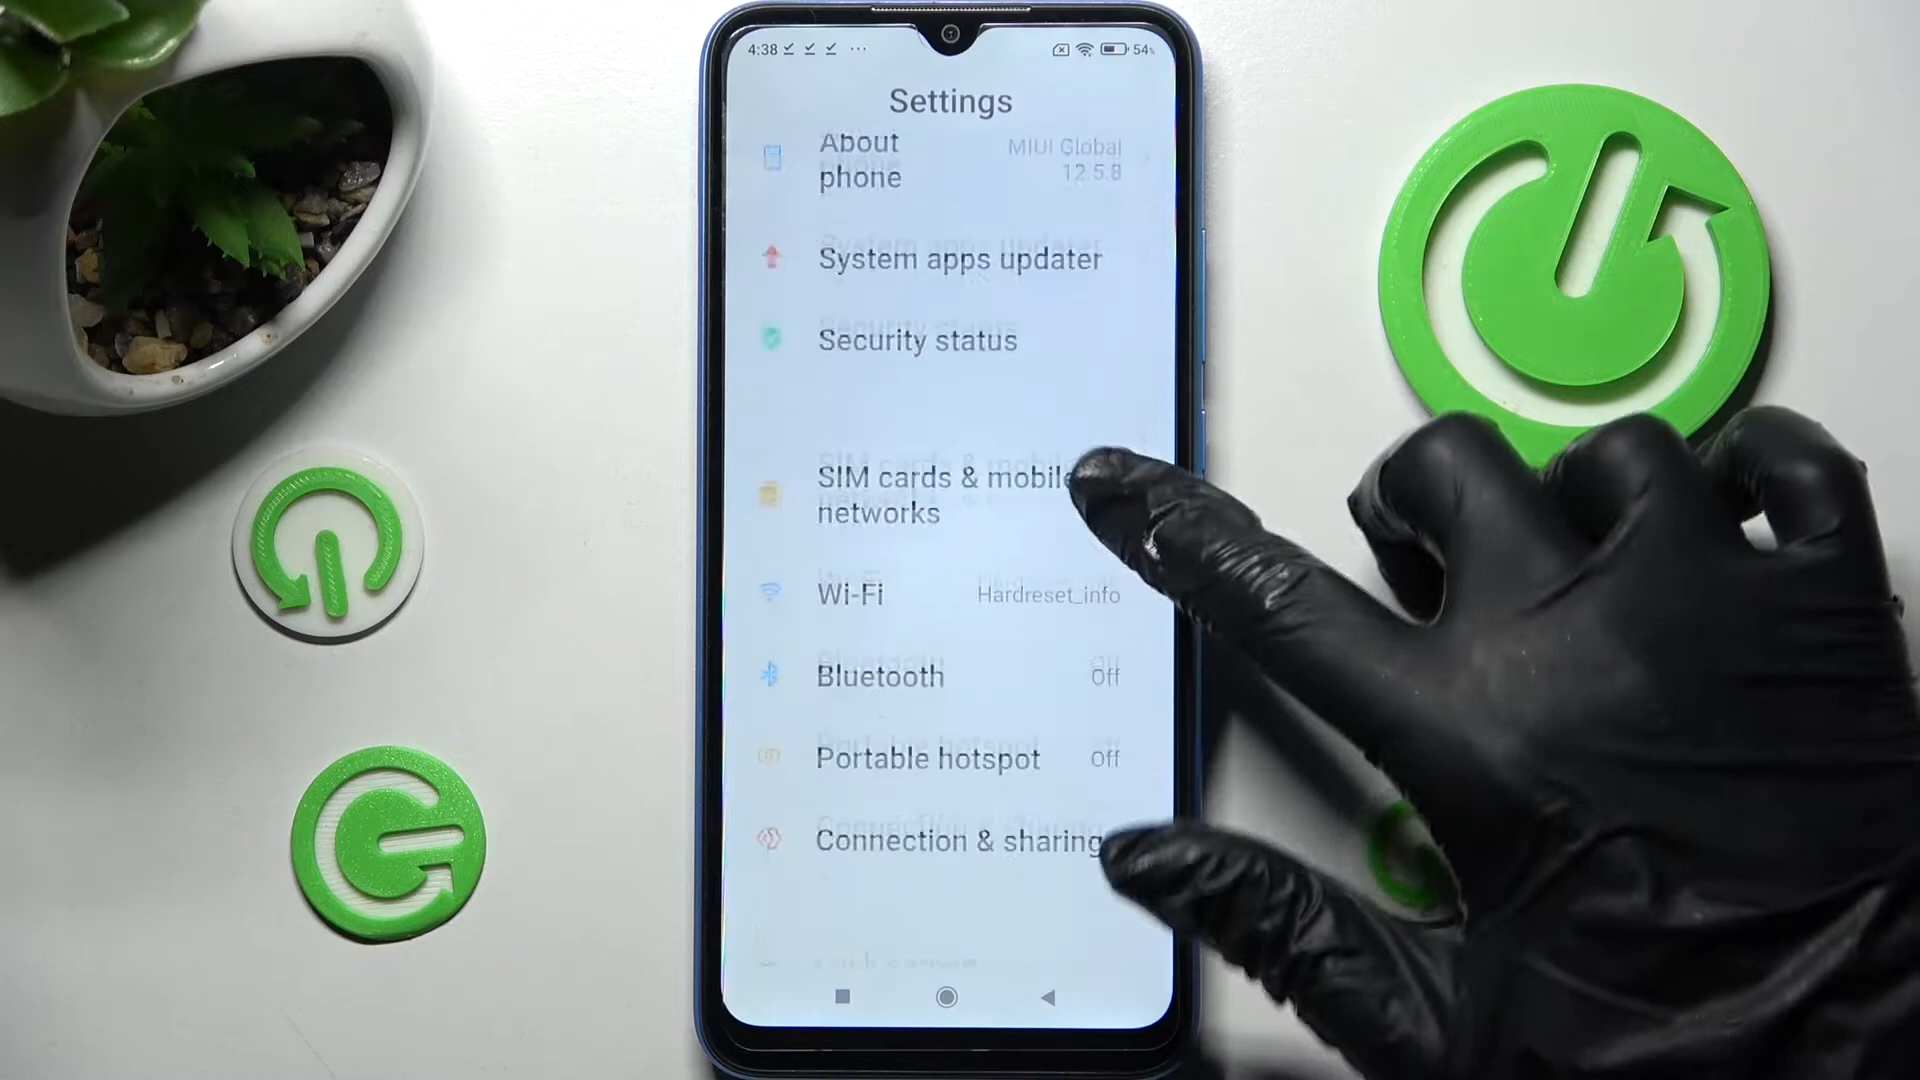 4:38
54%
Settings
About
phone
MIUI Global
12.5.8
System apps updater
Security status
SIM cards & mobile
networks
Wi-Fi
Hardreset_info
Bluetooth
Off
Portable hotspot
Off
Connection & sharing